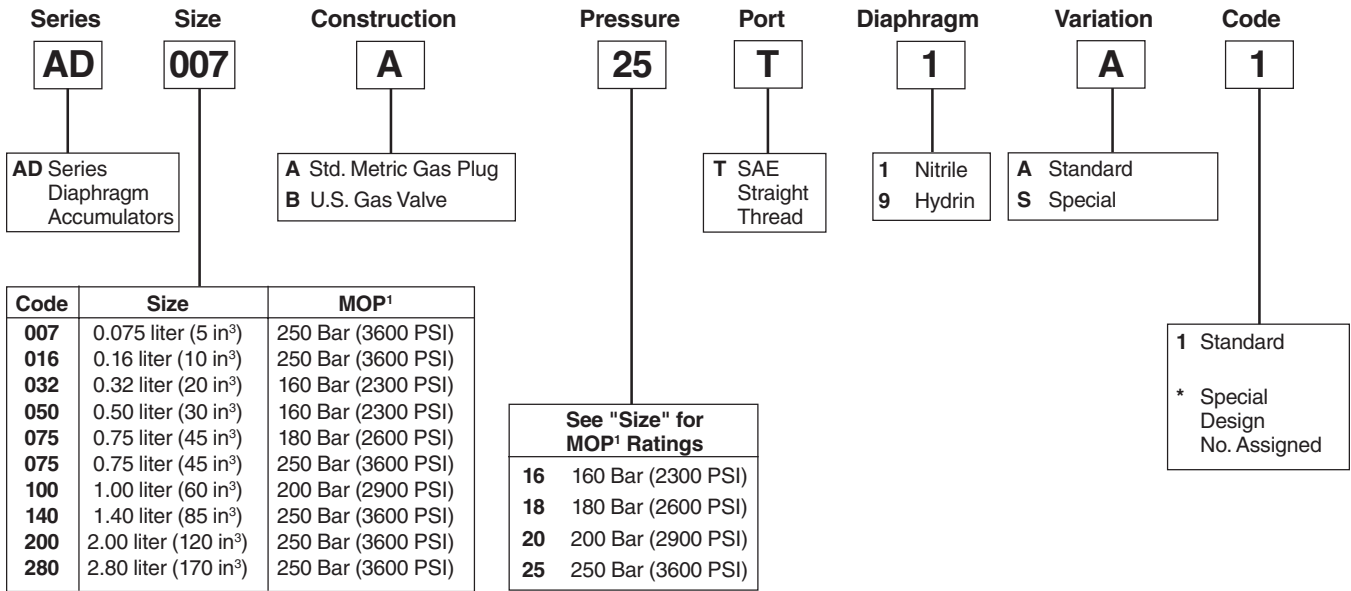 Series Size Construction Pressure Port Diaphragm Variation Code
AD 007 A 25 T 1 A 1
AD Series
Diaphragm
Accumulators
A Std. Metric Gas Plug
B U.S. Gas Valve
T SAE
Straight
Thread
1 Nitrile
9 Hydrin
A Standard
S Special
Code Size MOP¹
007 0.075 liter (5 in³) 250 Bar (3600 PSI)
016 0.16 liter (10 in³) 250 Bar (3600 PSI)
032 0.32 liter (20 in³) 160 Bar (2300 PSI)
050 0.50 liter (30 in³) 160 Bar (2300 PSI)
075 0.75 liter (45 in³) 180 Bar (2600 PSI)
075 0.75 liter (45 in³) 250 Bar (3600 PSI)
100 1.00 liter (60 in³) 200 Bar (2900 PSI)
140 1.40 liter (85 in³) 250 Bar (3600 PSI)
200 2.00 liter (120 in³) 250 Bar (3600 PSI)
280 2.80 liter (170 in³) 250 Bar (3600 PSI)
See "Size" for
MOP¹ Ratings
16 160 Bar (2300 PSI)
18 180 Bar (2600 PSI)
20 200 Bar (2900 PSI)
25 250 Bar (3600 PSI)
1 Standard
* Special
Design
No. Assigned